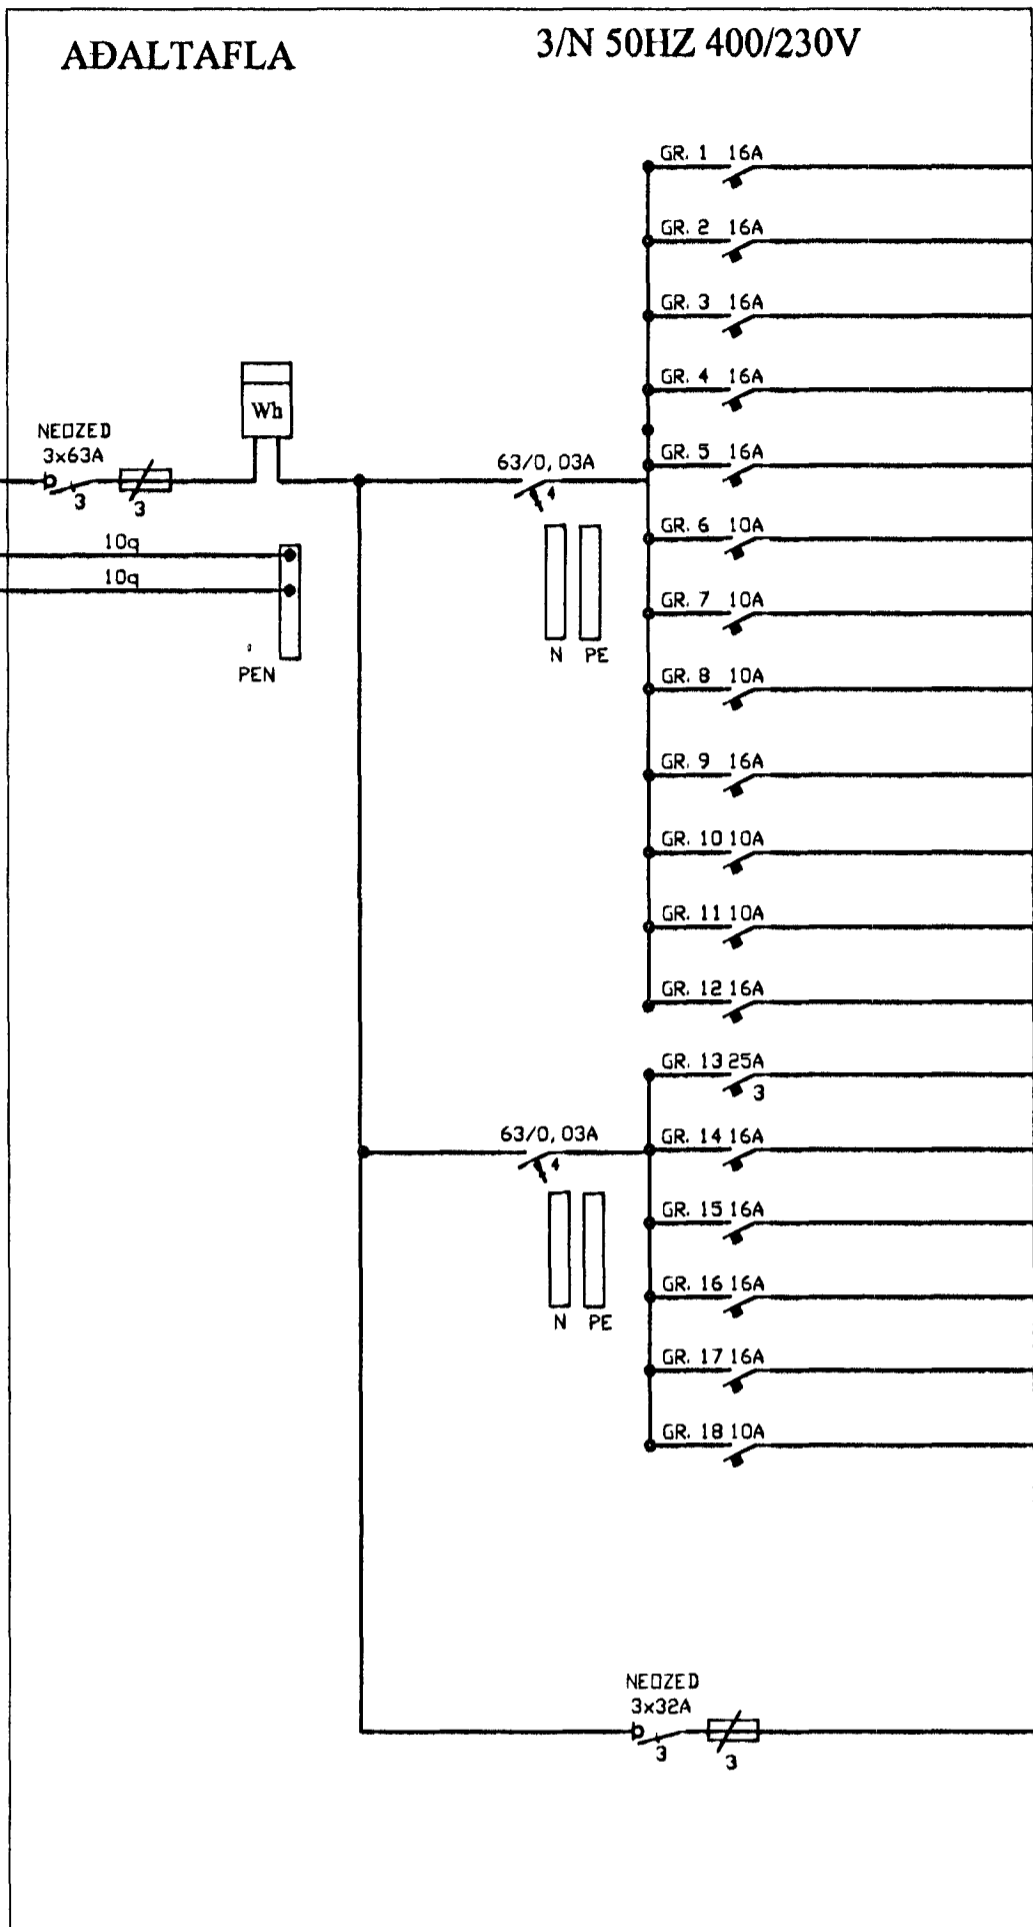 AÐALTAFLA
3/N 50HZ 400/230V
GR. 1 16A
GR. 2 16A
GR. 3 16A
GR. 4 16A
Wh
NEOZED
3x63A
3
3
63/0,03A
4
GR. 5 16A
10q
10q
PEN
N PE
GR. 6 10A
GR. 7 10A
GR. 8 10A
GR. 9 16A
GR. 10 10A
GR. 11 10A
GR. 12 16A
GR. 13 25A
3
63/0,03A
4
N PE
GR. 14 16A
GR. 15 16A
GR. 16 16A
GR. 17 16A
GR. 18 10A
NEOZED
3x32A
3
3